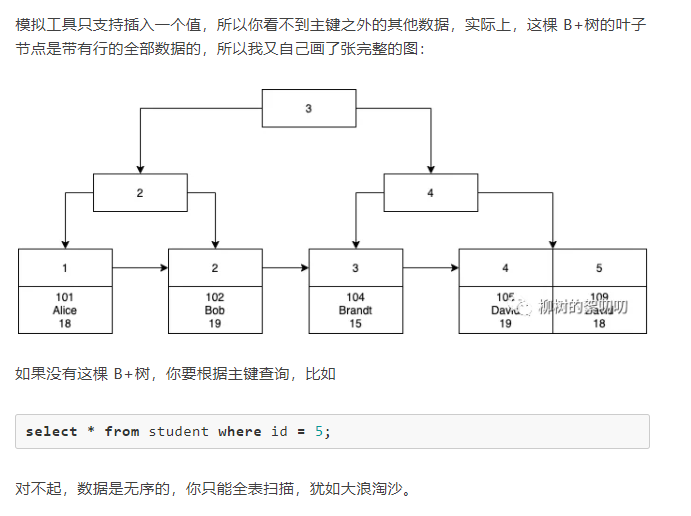 模拟工具只支持插入一个值，所以你看不到主键之外的其他数据，实际上，这棵 B+树的叶子
节点是带有行的全部数据的，所以我又自己画了张完整的图：
3
2
4
1
2
3
4
5
101
Alice
18
102
Bob
19
104
Brandt
15
19
109
18
柳树的絮叨叨
如果没有这棵 B+树，你要根据主键查询，比如
select * from student where id = 5;
对不起，数据是无序的，你只能全表扫描，犹如大浪淘沙。